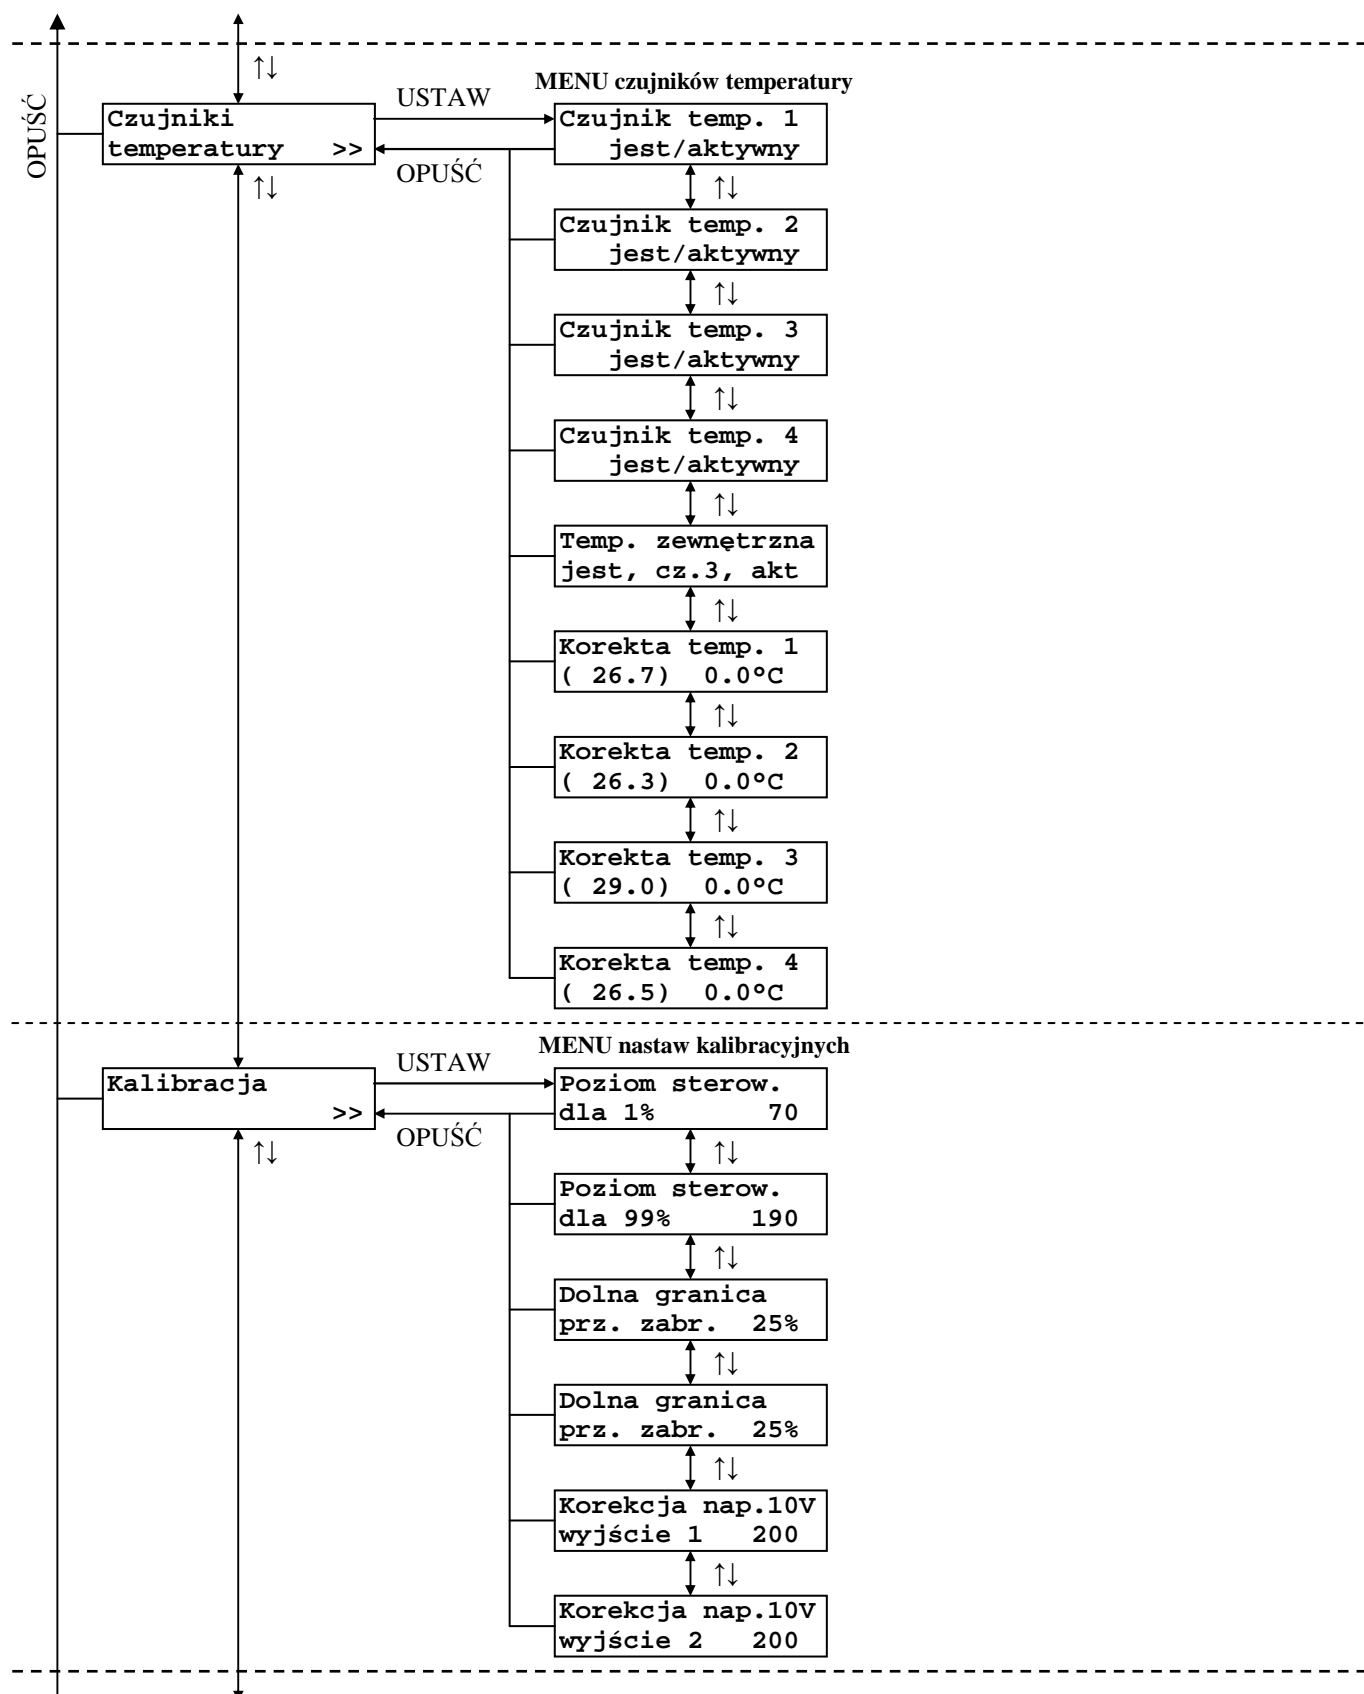 ↑↓
OPUŚĆ
MENU czujników temperatury
Czujniki
temperatury >>
USTAW
OPUŚĆ
↑↓
Czujnik temp. 1
jest/aktywny
↑↓
Czujnik temp. 2
jest/aktywny
↑↓
Czujnik temp. 3
jest/aktywny
↑↓
Czujnik temp. 4
jest/aktywny
↑↓
Temp. zewnętrzna
jest, cz.3, akt
↑↓
Korekta temp. 1
( 26.7) 0.0°C
↑↓
Korekta temp. 2
( 26.3) 0.0°C
↑↓
Korekta temp. 3
( 29.0) 0.0°C
↑↓
Korekta temp. 4
( 26.5) 0.0°C
MENU nastaw kalibracyjnych
Kalibracja
>>
USTAW
OPUŚĆ
↑↓
Poziom sterow.
dla 1% 70
↑↓
Poziom sterow.
dla 99% 190
↑↓
Dolna granica
prz. zabr. 25%
↑↓
Dolna granica
prz. zabr. 25%
↑↓
Korekcja nap.10V
wyjście 1 200
↑↓
Korekcja nap.10V
wyjście 2 200